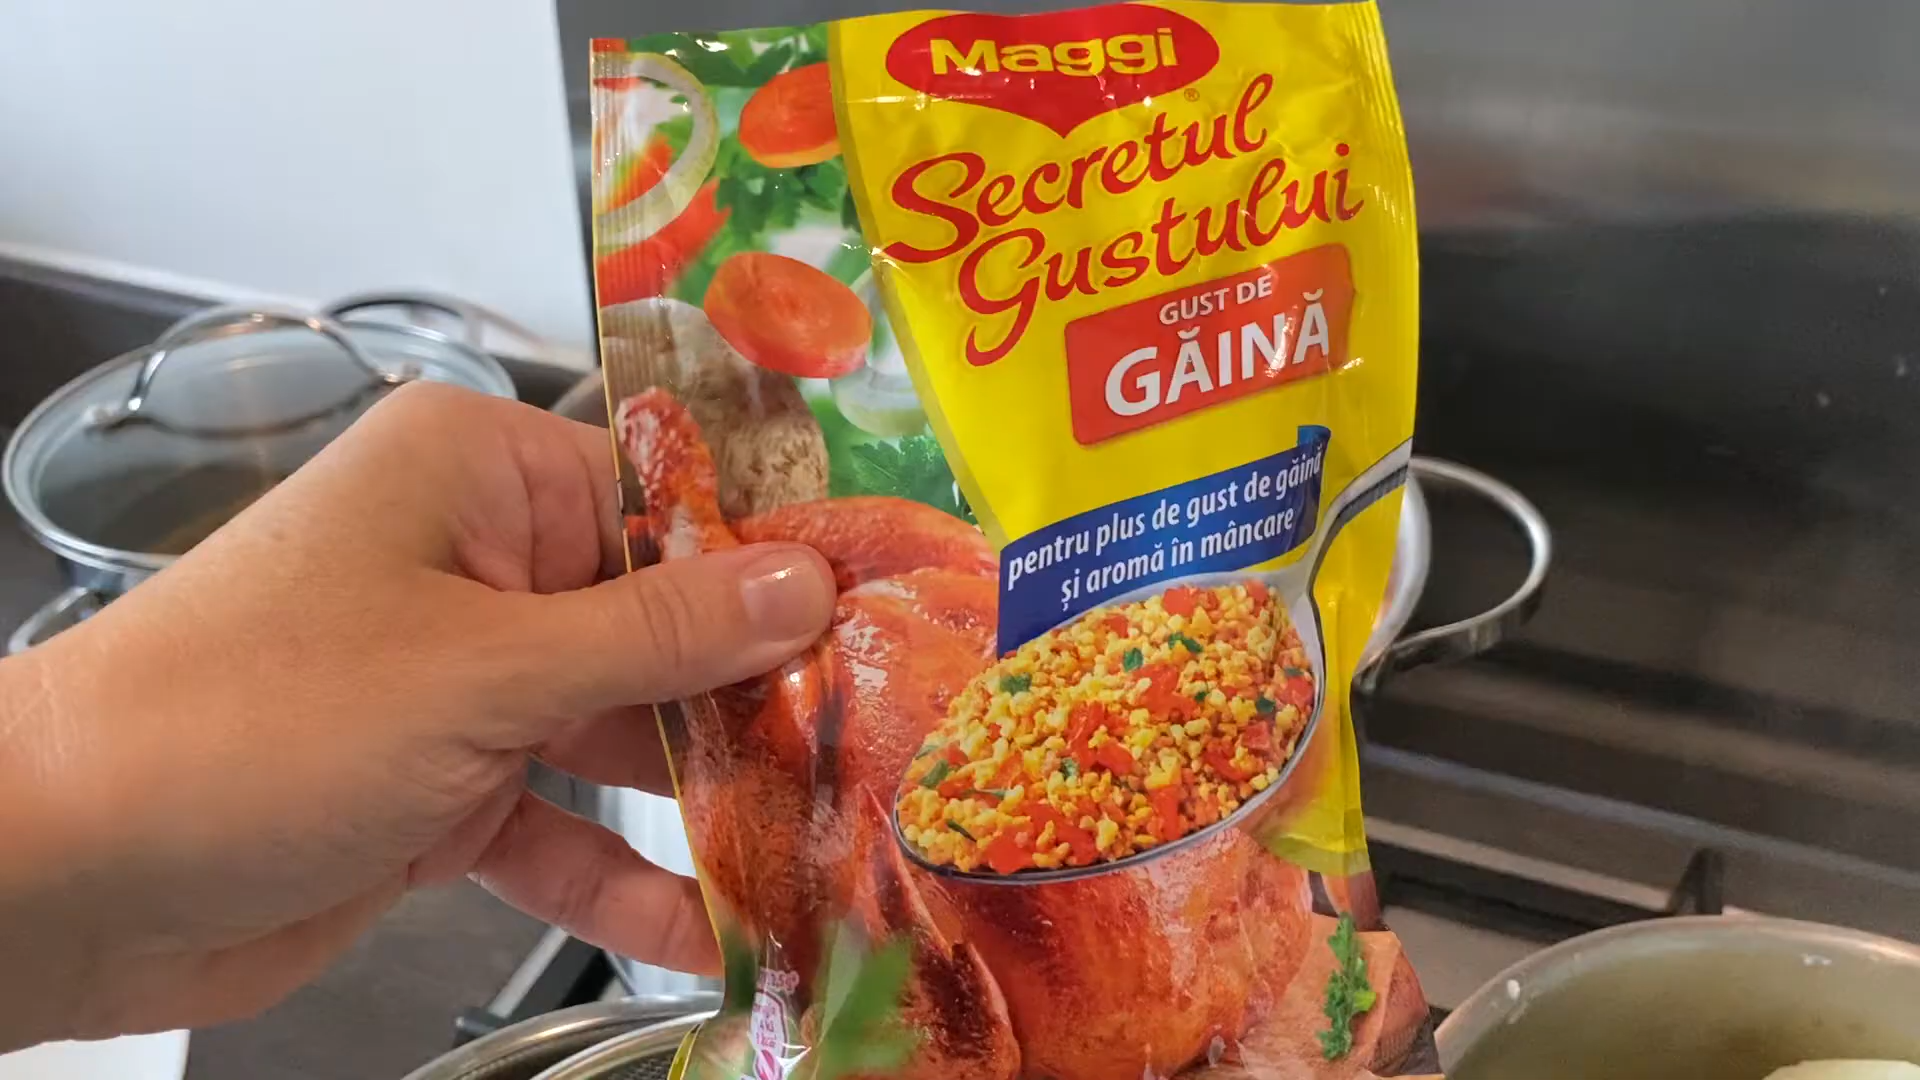 Maggi
®
Secretul
Gustului
GUST DE
GĂINĂ
pentru plus de gust de găină
și aromă în mâncare